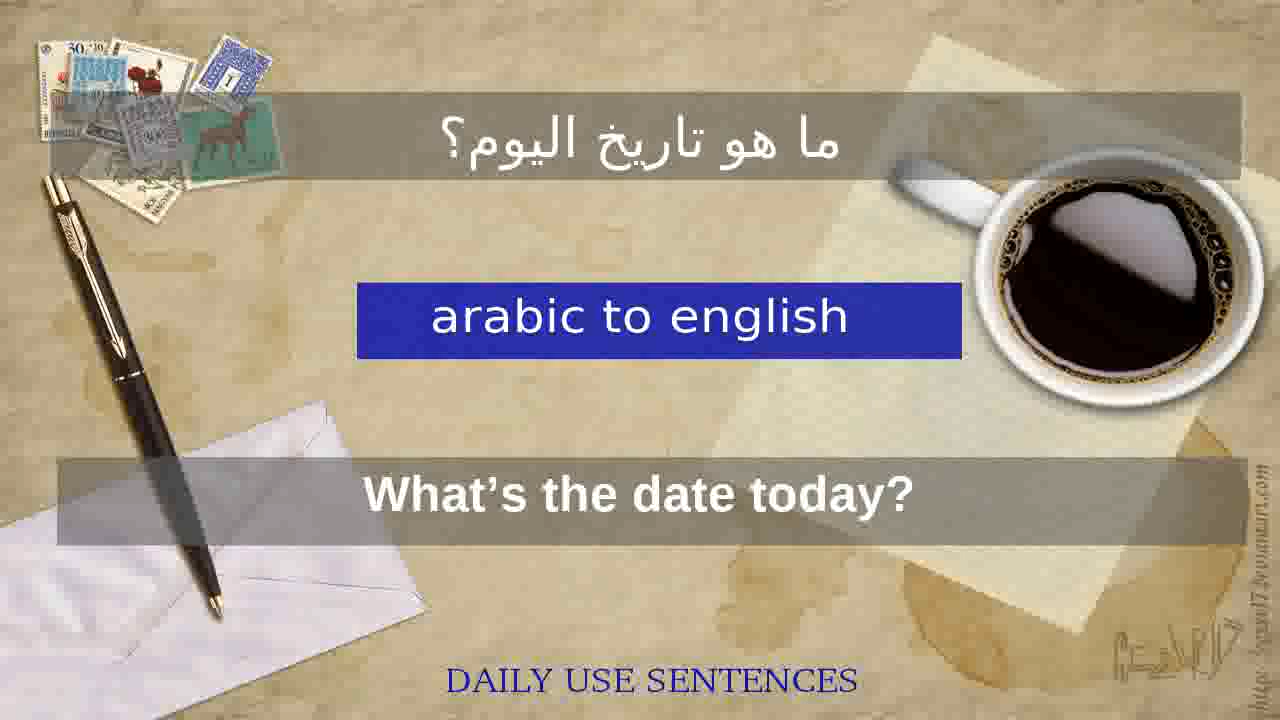 ما هو تاريخ اليوم؟
arabic to english
What’s the date today?
DAILY USE SENTENCES